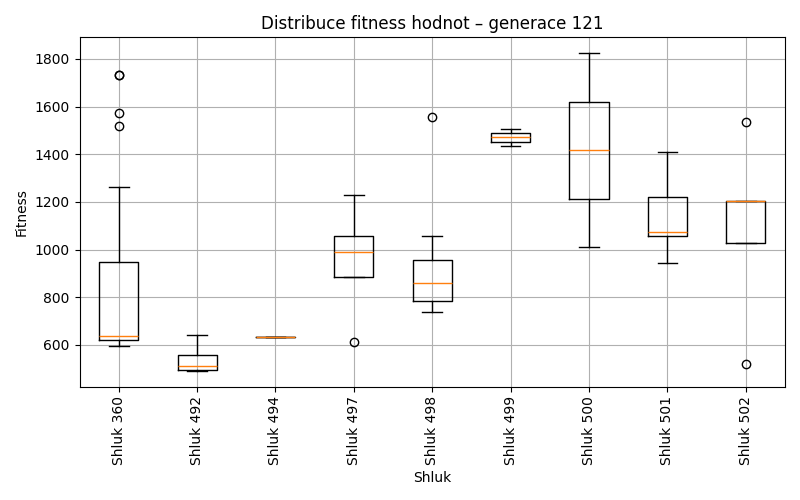 Distribuce fitness hodnot – generace 121
Fitness
1800
1600
1400
1200
1000
800
600
Shluk 360
Shluk 492
Shluk 494
Shluk 497
Shluk 498
Shluk 499
Shluk 500
Shluk 501
Shluk 502
Shluk